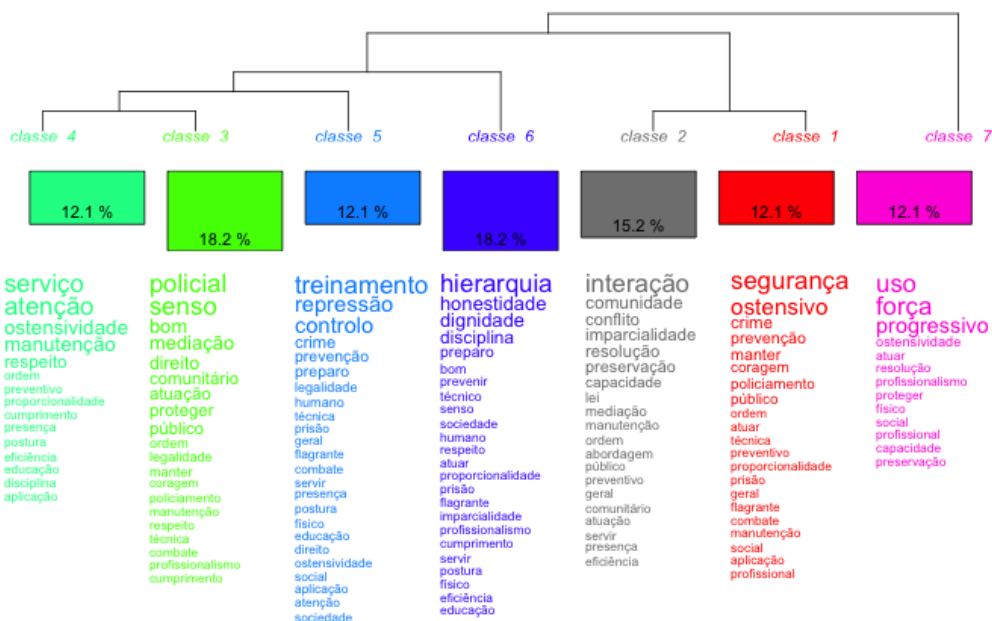 classe 4
classe 3
classe 5
classe 6
classe 2
classe 1
classe 7
12.1 %
18.2 %
12.1 %
18.2 %
15.2 %
12.1 %
12.1 %
serviço
atenção
ostensividade
manutenção
respeito
ordem
preventivo
proporcionalidade
cumprimento
presença
postura
eficiência
educação
disciplina
aplicação
policial
senso
bom
mediação
direito
comunitário
atuação
proteger
público
ordem
legalidade
manter
coragem
policiamento
manutenção
respeito
técnica
combate
profissionalismo
cumprimento
treinamento
repressão
controlo
crime
prevenção
preparo
legalidade
humano
técnica
prisão
geral
flagrante
combate
servir
presença
postura
físico
educação
direito
ostensividade
social
aplicação
atenção
sociedade
hierarquia
honestidade
dignidade
disciplina
preparo
bom
prevenir
técnico
senso
sociedade
humano
respeito
atuar
proporcionalidade
prisão
flagrante
imparcialidade
profissionalismo
cumprimento
servir
postura
físico
eficiência
educação
interação
comunidade
conflito
imparcialidade
resolução
preservação
capacidade
lei
mediação
manutenção
ordem
abordagem
público
preventivo
geral
comunitário
atuação
servir
presença
eficiência
segurança
ostensivo
crime
prevenção
manter
coragem
policiamento
público
ordem
atuar
técnica
preventivo
proporcionalidade
prisão
geral
flagrante
combate
manutenção
social
aplicação
profissional
uso
força
progressivo
ostensividade
atuar
resolução
profissionalismo
proteger
físico
social
profissional
capacidade
preservação